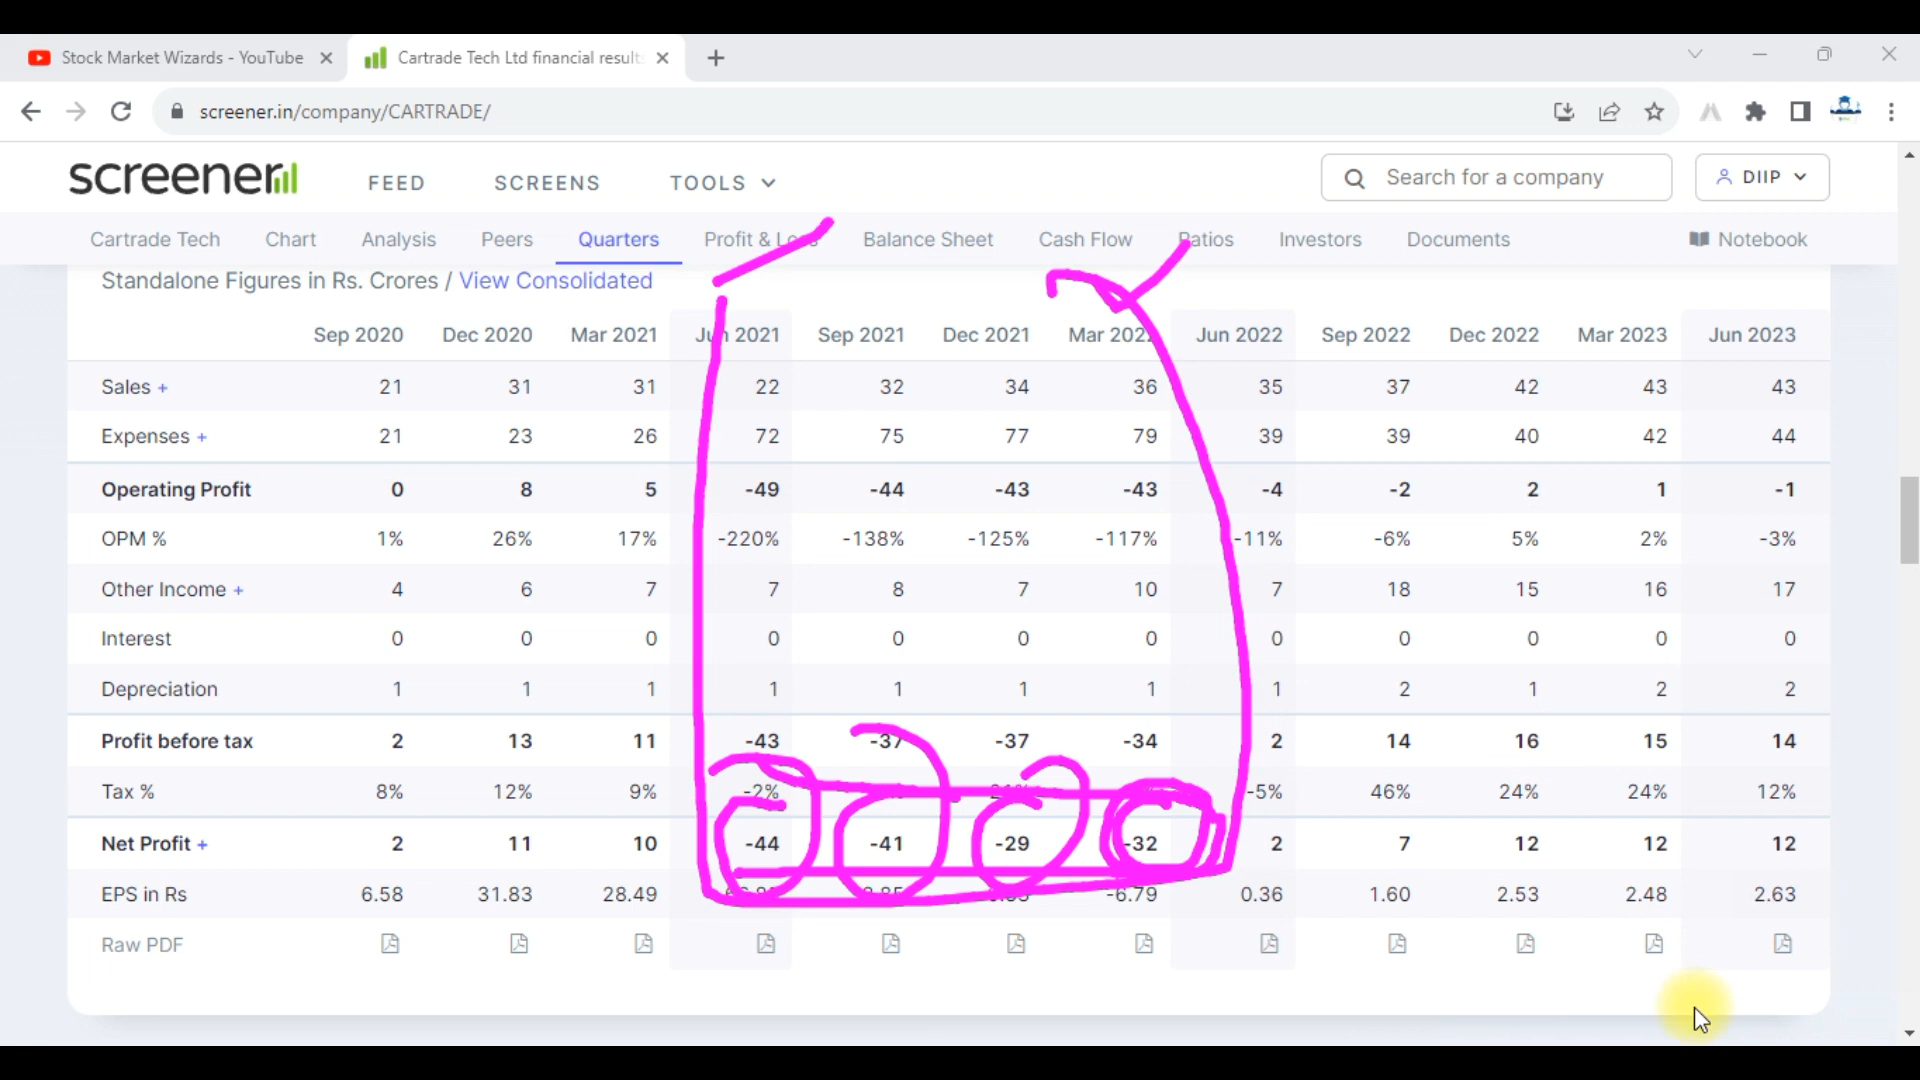 Stock Market Wizards - YouTube
Cartrade Tech Ltd financial result
screener.in/company/CARTRADE/
screener FEED SCREENS TOOLS Search for a company DIIP
Cartrade Tech Chart Analysis Peers Quarters Profit & Loss Balance Sheet Cash Flow Ratios Investors Documents Notebook
Standalone Figures in Rs. Crores / View Consolidated
Sep 2020 Dec 2020 Mar 2021 Jun 2021 Sep 2021 Dec 2021 Mar 2022 Jun 2022 Sep 2022 Dec 2022 Mar 2023 Jun 2023
Sales + 21 31 31 22 32 34 36 35 37 42 43 43
Expenses + 21 23 26 72 75 77 79 39 39 40 42 44
Operating Profit 0 8 5 -49 -44 -43 -43 -4 -2 2 1 -1
OPM % 1% 26% 17% -220% -138% -125% -117% -11% -6% 5% 2% -3%
Other Income + 4 6 7 7 8 7 10 7 18 15 16 17
Interest 0 0 0 0 0 0 0 0 0 0 0 0
Depreciation 1 1 1 1 1 1 1 1 2 1 2 2
Profit before tax 2 13 11 -43 -37 -37 -34 2 14 16 15 14
Tax % 8% 12% 9% -2% -5% 46% 24% 24% 12%
Net Profit + 2 11 10 -44 -41 -29 -32 2 7 12 12 12
EPS in Rs 6.58 31.83 28.49 -6.79 0.36 1.60 2.53 2.48 2.63
Raw PDF